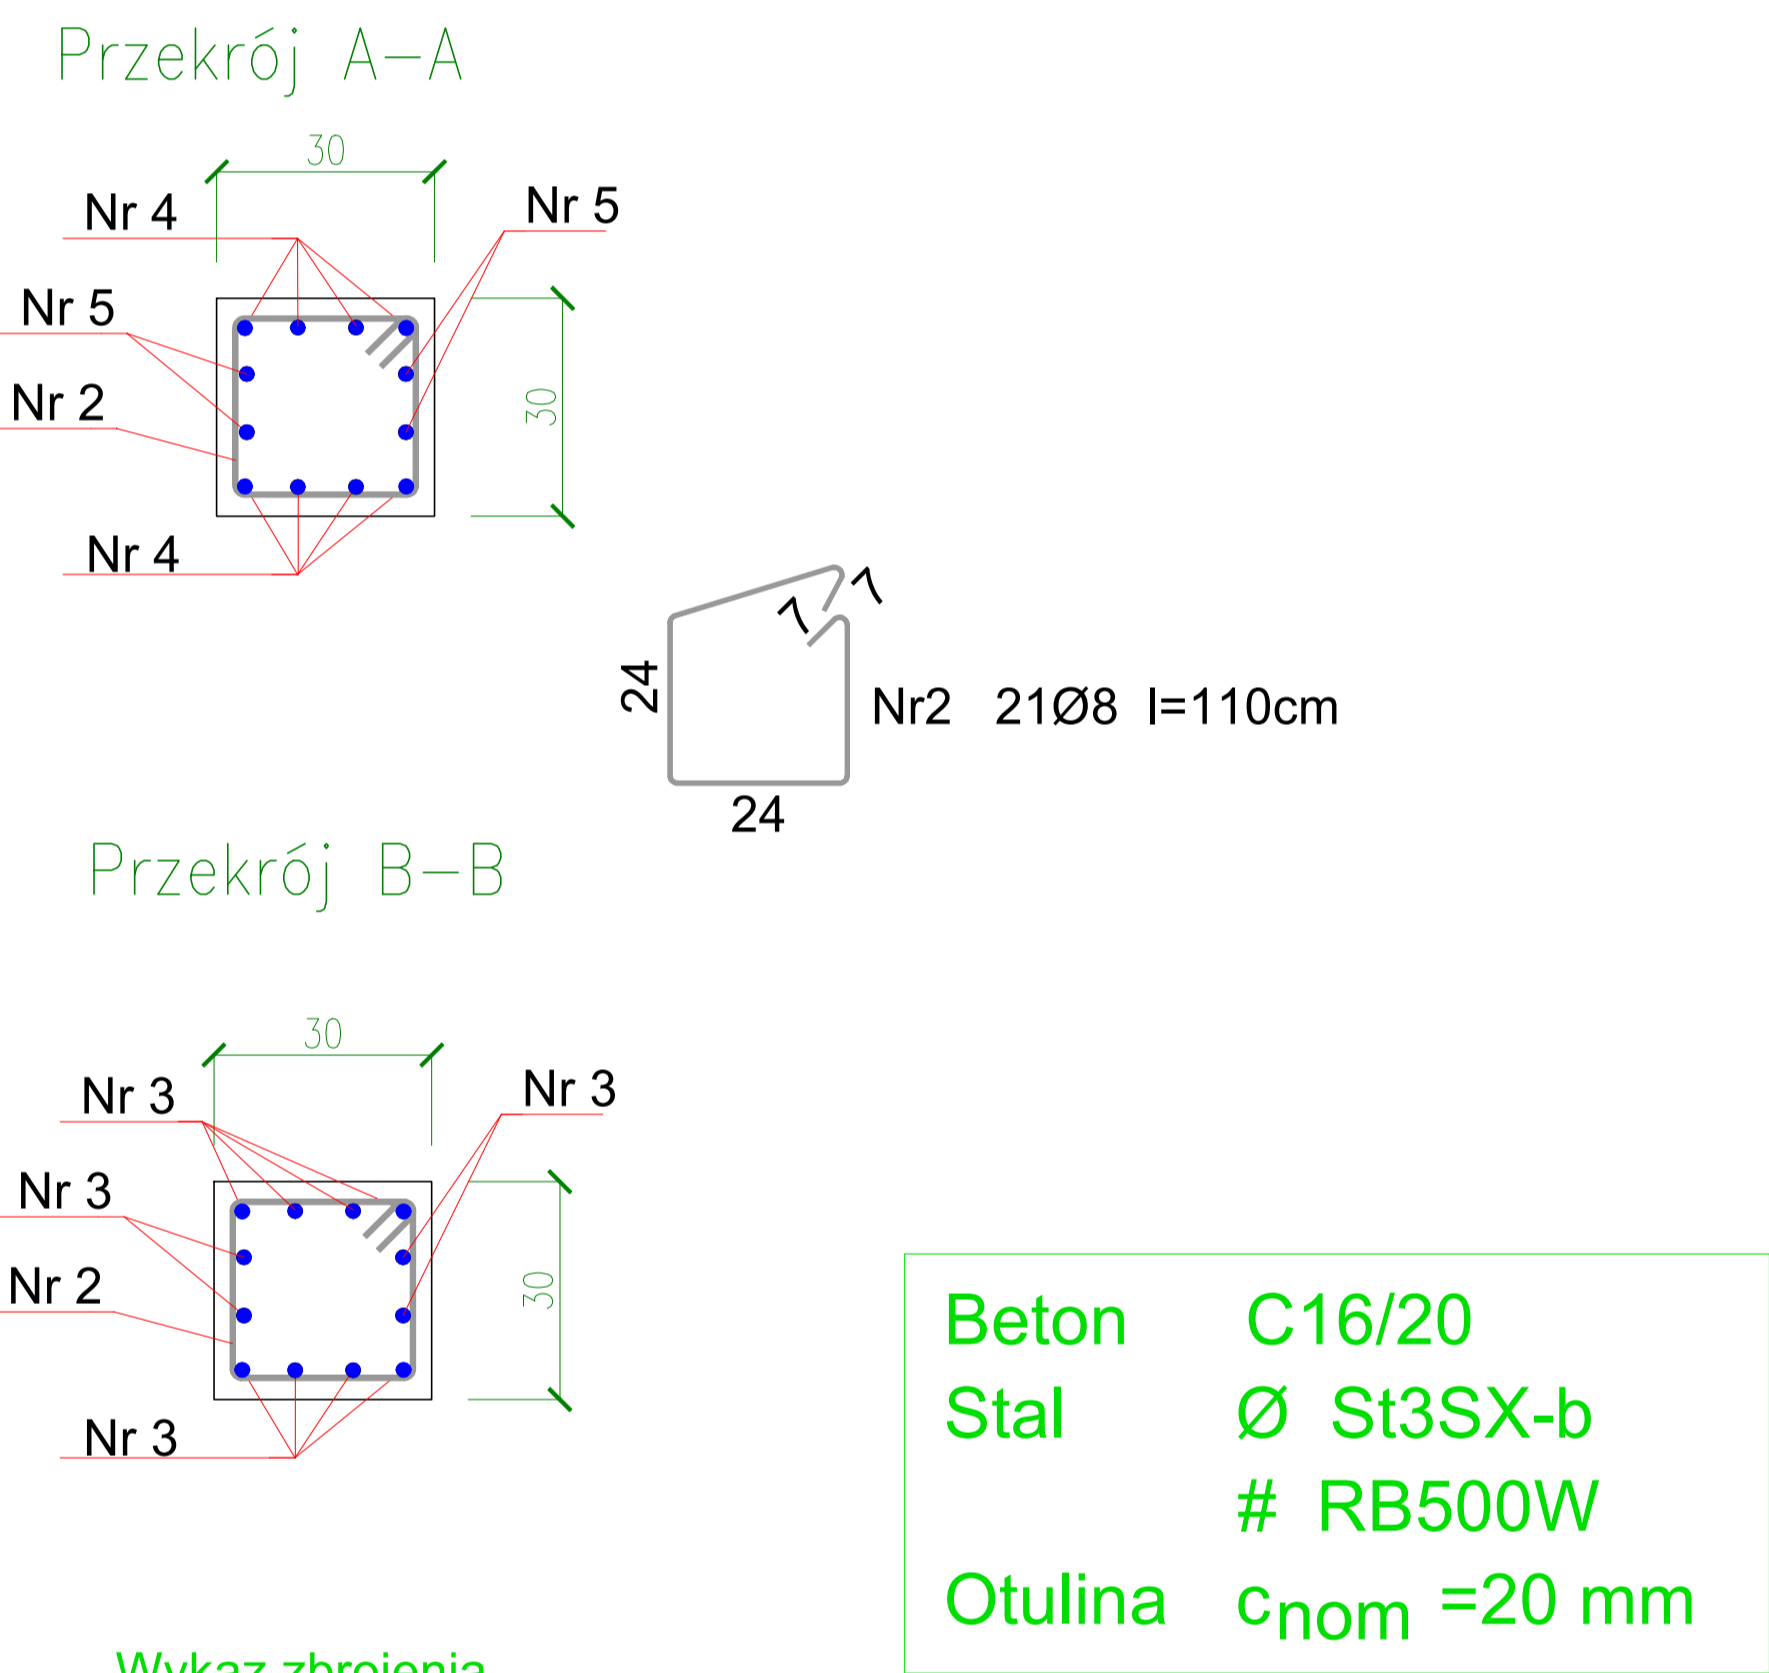 Przekrój A-A
30
Nr 4
Nr 5
Nr 5
Nr 2
30
Nr 4
7
7
24
Nr2 21Ø8 l=110cm
24
Przekrój B-B
30
Nr 3
Nr 3
Nr 3
Nr 2
30
Nr 3
Beton C16/20
Stal Ø St3SX-b
# RB500W
Otulina cnom =20 mm
Wykaz zbrojenia